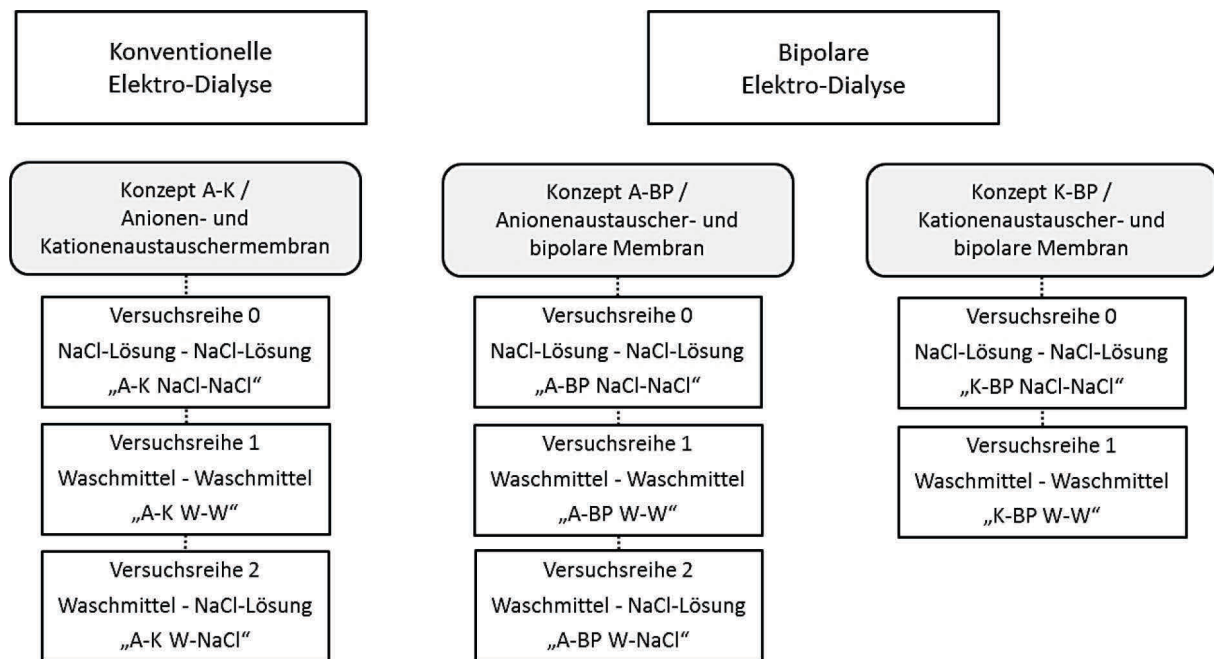 Konventionelle
Elektro-Dialyse
Bipolare
Elektro-Dialyse
Konzept A-K /
Anionen- und
Kationenaustauschermembran
Konzept A-BP /
Anionenaustauscher- und
bipolare Membran
Konzept K-BP /
Kationenaustauscher- und
bipolare Membran
Versuchsreihe 0
NaCl-Lösung - NaCl-Lösung
„A-K NaCl-NaCl“
Versuchsreihe 0
NaCl-Lösung - NaCl-Lösung
„A-BP NaCl-NaCl“
Versuchsreihe 0
NaCl-Lösung - NaCl-Lösung
„K-BP NaCl-NaCl“
Versuchsreihe 1
Waschmittel - Waschmittel
„A-K W-W“
Versuchsreihe 1
Waschmittel - Waschmittel
„A-BP W-W“
Versuchsreihe 1
Waschmittel - Waschmittel
„K-BP W-W“
Versuchsreihe 2
Waschmittel - NaCl-Lösung
„A-K W-NaCl“
Versuchsreihe 2
Waschmittel - NaCl-Lösung
„A-BP W-NaCl“